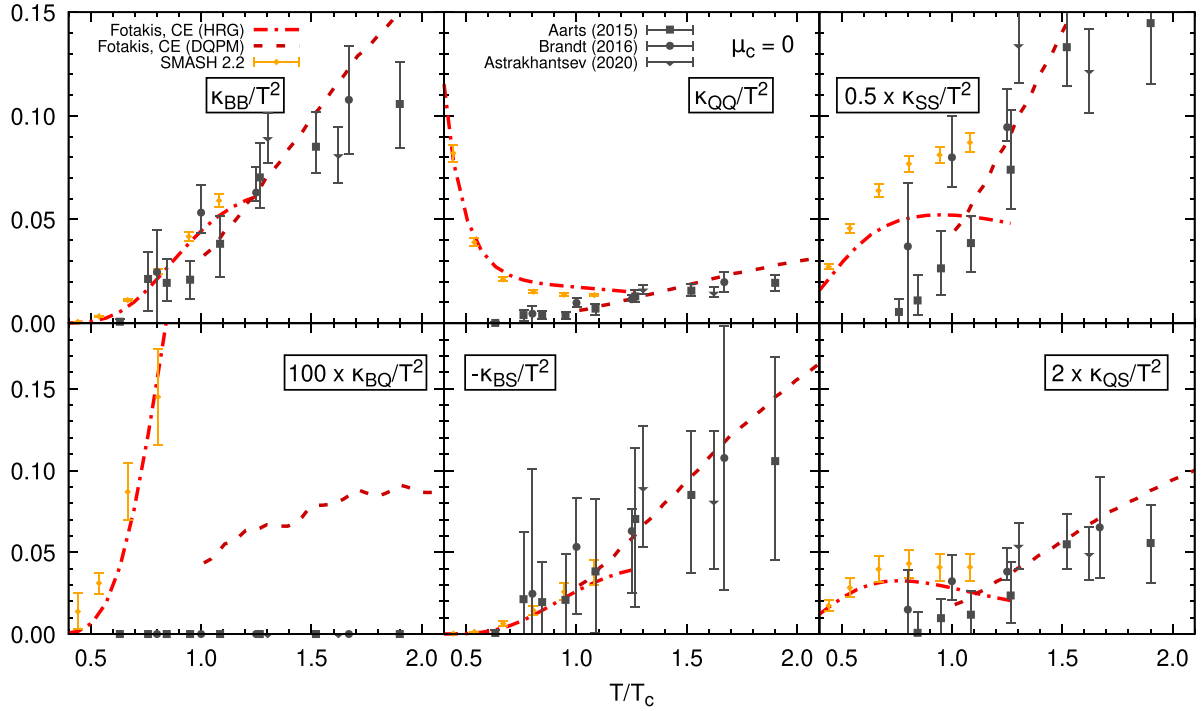 Fotakis, CE (HRG)
Fotakis, CE (DQPM)
SMASH 2.2
κBB/T2
Aarts (2015)
Brandt (2016)
Astrakhantsev (2020)
μc = 0
κQQ/T2
0.5 x κSS/T2
0.15
0.10
0.05
0.00
100 x κBQ/T2
-κBS/T2
2 x κQS/T2
0.15
0.10
0.05
0.00
0.5 1.0 1.5 2.0 0.5 1.0 1.5 2.0 0.5 1.0 1.5 2.0
T/Tc